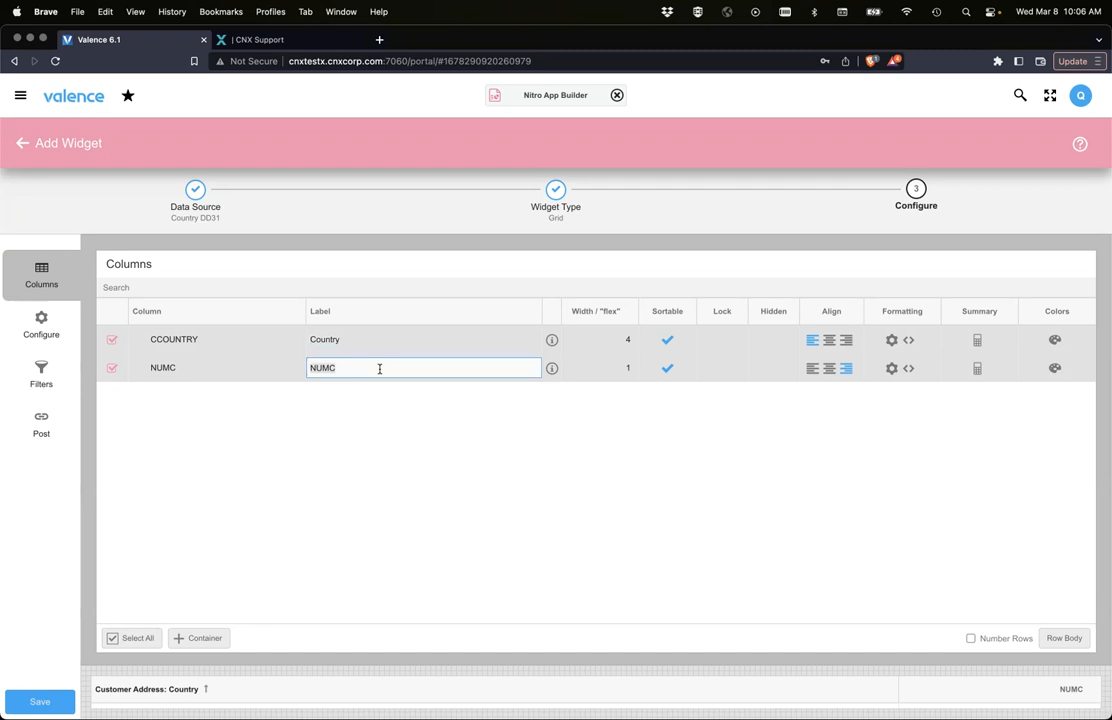 Brave File Edit View History Bookmarks Profiles Tab Window Help Wed Mar 8 10:06 AM
Valence 6.1 | CNX Support
Not Secure cnxtestx.cnxcorp.com:7060/portal/#1678290920260979 Update
valence Nitro App Builder Q
Add Widget
Data Source Widget Type 3
Country DD31 Grid Configure
Columns
Search
Columns
Column Label Width / "flex" Sortable Lock Hidden Align Formatting Summary Colors
CCOUNTRY Country 4
Configure
NUMC NUMC 1
Filters
Post
Select All Container Number Rows Row Body
Customer Address: Country NUMC
Save